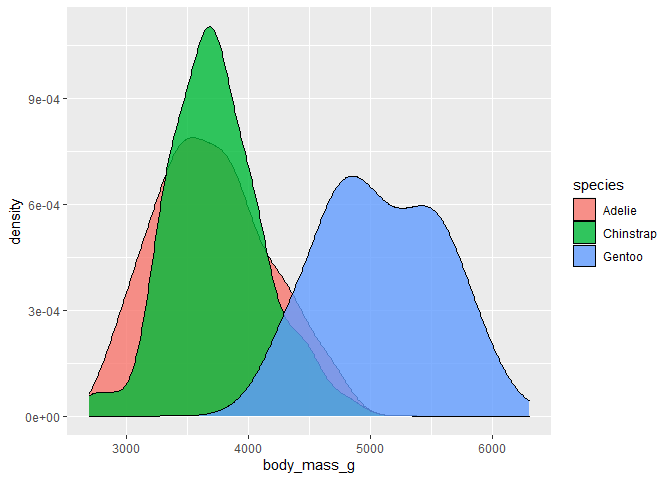 9e-04
6e-04
3e-04
0e+00
density
3000 4000 5000 6000
body_mass_g
species
Adelie
Chinstrap
Gentoo